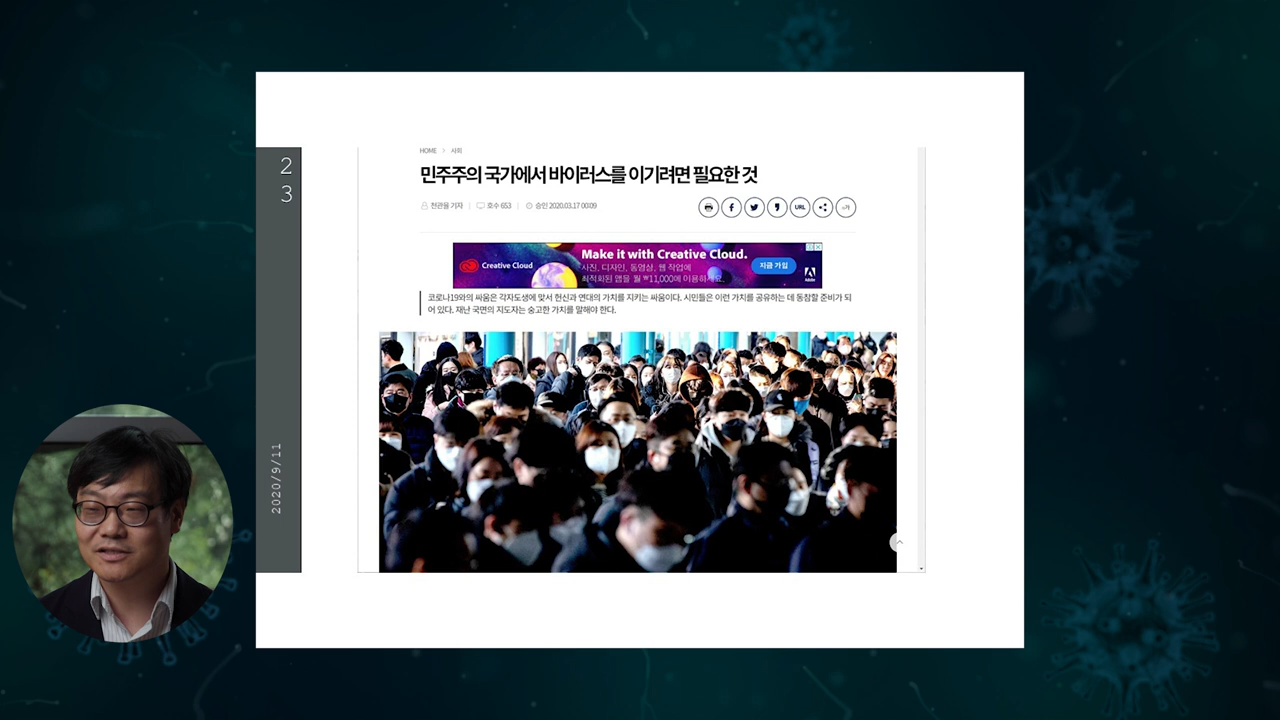 2
3
2020/9/11
HOME > 사회
민주주의 국가에서 바이러스를 이기려면 필요한 것
천관율 기자 | 호수 653 | 승인 2020.03.17 00:09
URL
가
Creative Cloud
Make it with Creative Cloud.
사진, 디자인, 동영상, 웹 작업에
최적화된 앱을 월 ₩11,000에 이용하세요.
지금 가입
Adobe
코로나19와의 싸움은 각자도생에 맞서 헌신과 연대의 가치를 지키는 싸움이다. 시민들은 이런 가치를 공유하는 데 동참할 준비가 되
어 있다. 재난 국면의 지도자는 숭고한 가치를 말해야 한다.